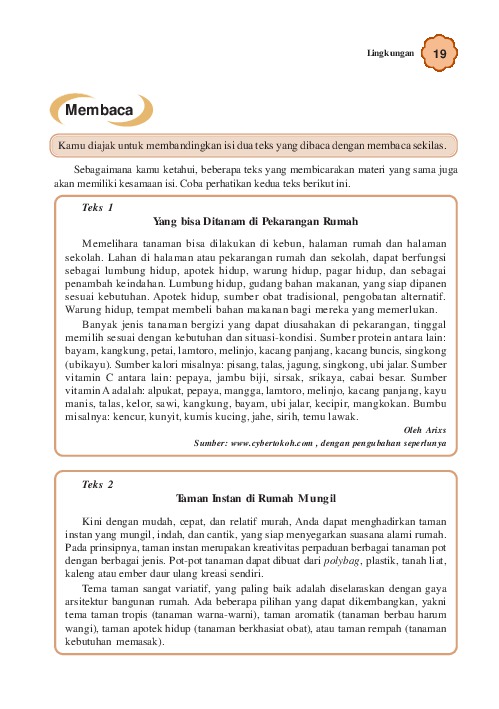 Lingkungan 19
Membaca
Kamu diajak untuk membandingkan isi dua teks yang dibaca dengan membaca sekilas.
Sebagaimana kamu ketahui, beberapa teks yang membicarakan materi yang sama juga
akan memiliki kesamaan isi. Coba perhatikan kedua teks berikut ini.
Teks 1
Yang bisa Ditanam di Pekarangan Rumah
Memelihara tanaman bisa dilakukan di kebun, halaman rumah dan halaman
sekolah. Lahan di halaman atau pekarangan rumah dan sekolah, dapat berfungsi
sebagai lumbung hidup, apotek hidup, warung hidup, pagar hidup, dan sebagai
penambah keindahan. Lumbung hidup, gudang bahan makanan, yang siap dipanen
sesuai kebutuhan. Apotek hidup, sumber obat tradisional, pengobatan alternatif.
Warung hidup, tempat membeli bahan makanan bagi mereka yang memerlukan.
Banyak jenis tanaman bergizi yang dapat diusahakan di pekarangan, tinggal
memilih sesuai dengan kebutuhan dan situasi-kondisi. Sumber protein antara lain:
bayam, kangkung, petai, lamtoro, melinjo, kacang panjang, kacang buncis, singkong
(ubikayu). Sumber kalori misalnya: pisang, talas, jagung, singkong, ubi jalar. Sumber
vitamin C antara lain: pepaya, jambu biji, sirsak, srikaya, cabai besar. Sumber
vitamin A adalah: alpukat, pepaya, mangga, lamtoro, melinjo, kacang panjang, kayu
manis, talas, kelor, sawi, kangkung, bayam, ubi jalar, kecipir, mangkokan. Bumbu
misalnya: kencur, kunyit, kumis kucing, jahe, sirih, temu lawak.
Oleh Arixs
Sumber: www.cybertokoh.com , dengan pengubahan seperlunya
Teks 2
Taman Instan di Rumah Mungil
Kini dengan mudah, cepat, dan relatif murah, Anda dapat menghadirkan taman
instan yang mungil, indah, dan cantik, yang siap menyegarkan suasana alami rumah.
Pada prinsipnya, taman instan merupakan kreativitas perpaduan berbagai tanaman pot
dengan berbagai jenis. Pot-pot tanaman dapat dibuat dari polybag, plastik, tanah liat,
kaleng atau ember daur ulang kreasi sendiri.
Tema taman sangat variatif, yang paling baik adalah diselaraskan dengan gaya
arsitektur bangunan rumah. Ada beberapa pilihan yang dapat dikembangkan, yakni
tema taman tropis (tanaman warna-warni), taman aromatik (tanaman berbau harum
wangi), taman apotek hidup (tanaman berkhasiat obat), atau taman rempah (tanaman
kebutuhan memasak).